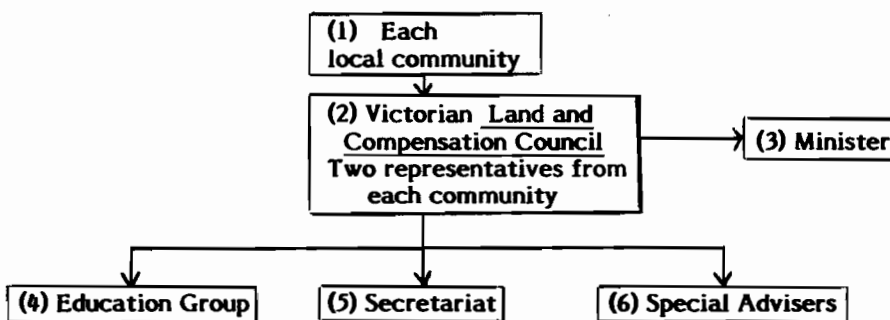 (1) Each
local community
(2) Victorian Land and
Compensation Council
Two representatives from
each community
(3) Minister
(4) Education Group
(5) Secretariat
(6) Special Advisers